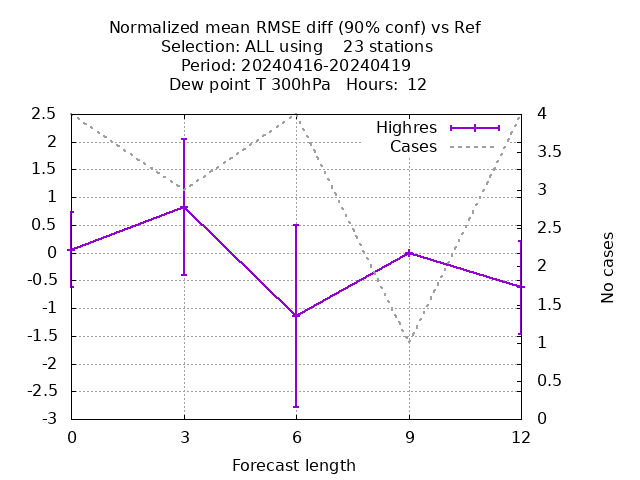 Normalized mean RMSE diff (90% conf) vs Ref
Selection: ALL using    23 stations
Period: 20240416-20240419
Dew point T 300hPa   Hours:  12
Highres
Cases
2.5
2
1.5
1
0.5
0
-0.5
-1
-1.5
-2
-2.5
-3
4
3.5
3
2.5
2
1.5
1
0.5
0
No cases
0 3 6 9 12
Forecast length